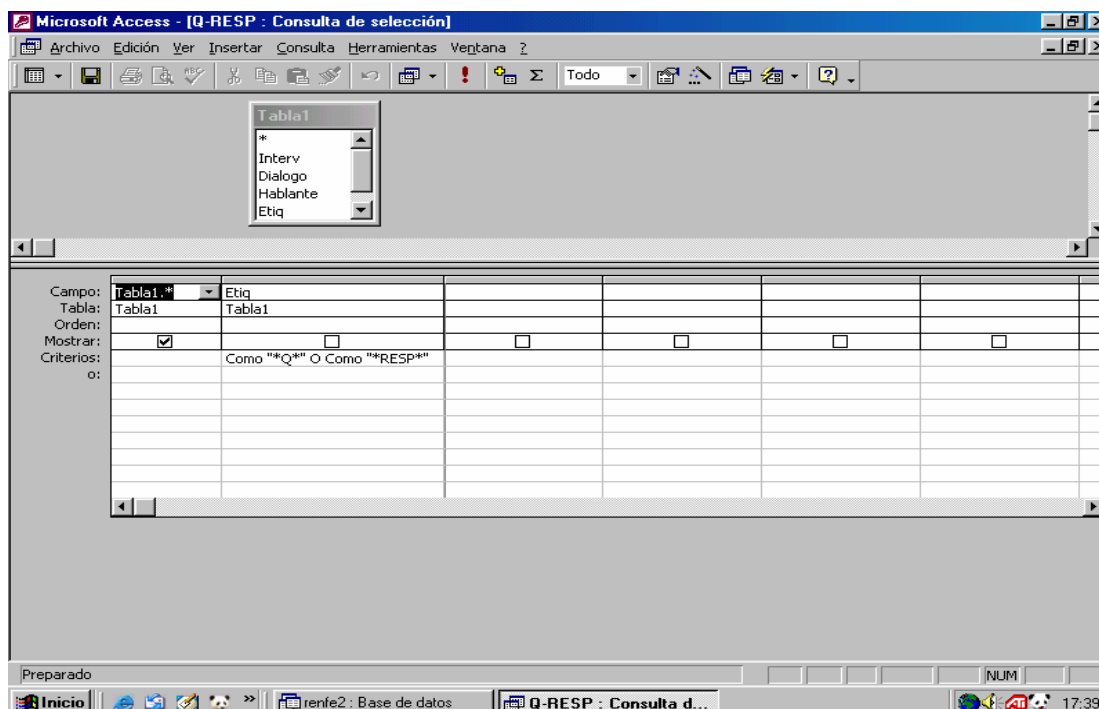 Microsoft Access - [Q-RESP : Consulta de selección]
Archivo Edición Ver Insertar Consulta Herramientas Ventana ?
Todo
Tabla1
*
Interv
Dialogo
Hablante
Etiq
Campo: Tabla1.* Etiq
Tabla: Tabla1 Tabla1
Orden:
Mostrar:
Criterios: Como "*Q*" O Como "*RESP*"
o:
Preparado NUM
Inicio » renfe2 : Base de datos Q-RESP : Consulta d... 17:39